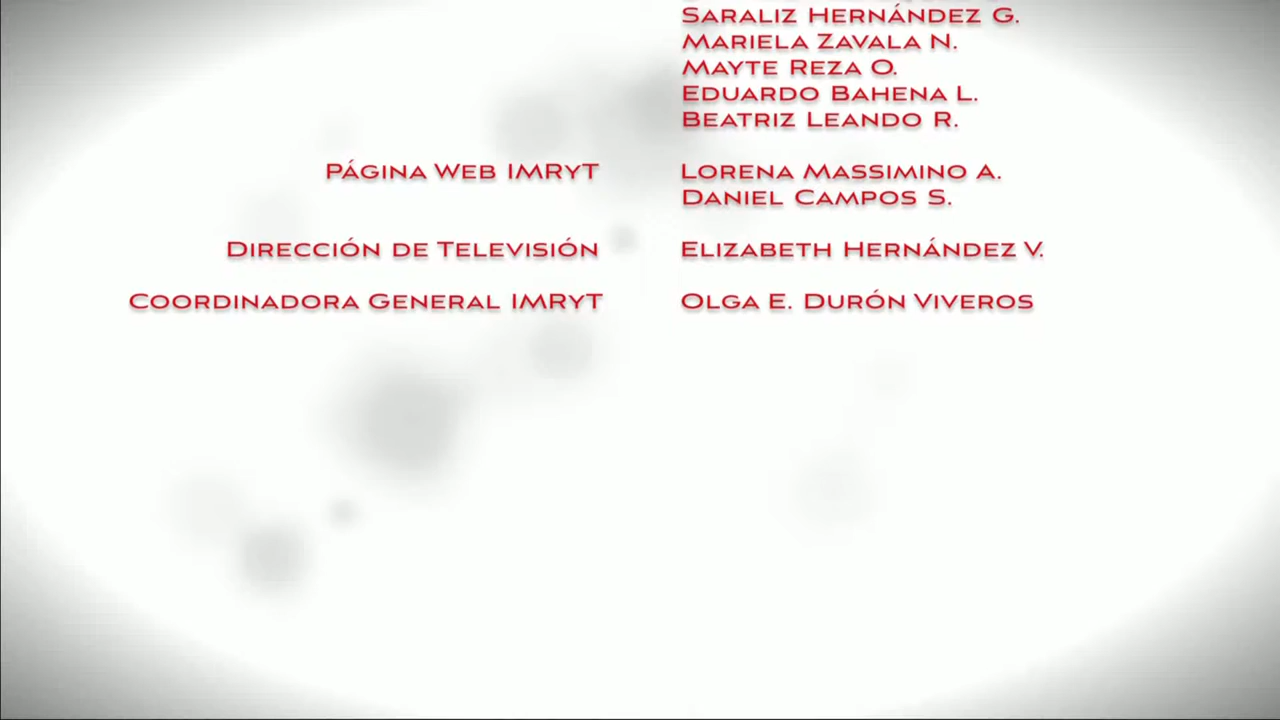 Saraliz Hernández G.
Mariela Zavala N.
Mayte Reza O.
Eduardo Bahena L.
Beatriz Leando R.
Página Web IMRyT Lorena Massimino A.
Daniel Campos S.
Dirección de Televisión Elizabeth Hernández V.
Coordinadora General IMRyT Olga E. Durón Viveros